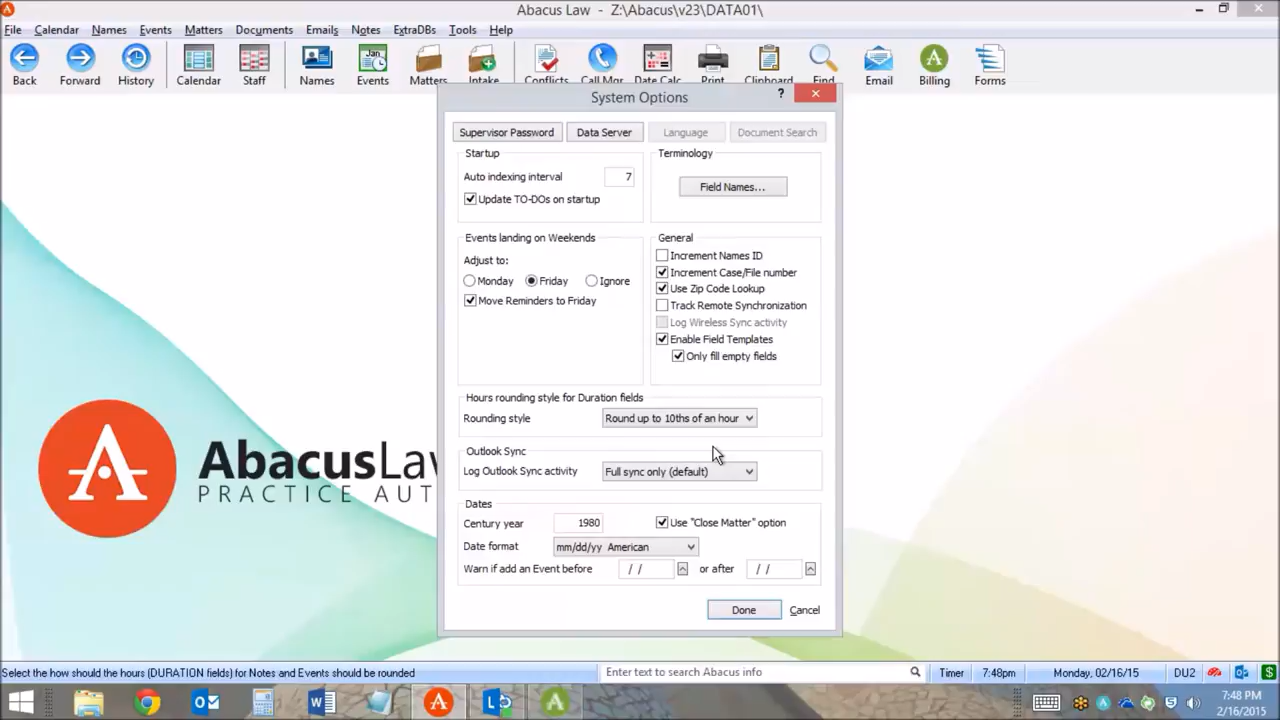 Abacus Law - Z:\Abacus\v23\DATA01\
File Calendar Names Events Matters Documents Emails Notes ExtraDBs Tools Help
Back Forward History Calendar Staff Names Events Matters Intake Conflicts Call Mgr Date Calc Print Clipboard Find Email Billing Forms
Jan
System Options
?
Supervisor Password Data Server Language Document Search
Startup
Auto indexing interval 7
Update TO-DOs on startup
Terminology
Field Names...
Events landing on Weekends
Adjust to:
Monday Friday Ignore
Move Reminders to Friday
General
Increment Names ID
Increment Case/File number
Use Zip Code Lookup
Track Remote Synchronization
Log Wireless Sync activity
Enable Field Templates
Only fill empty fields
Hours rounding style for Duration fields
Rounding style Round up to 10ths of an hour
Outlook Sync
Log Outlook Sync activity Full sync only (default)
Dates
Century year 1980 Use "Close Matter" option
Date format mm/dd/yy American
Warn if add an Event before / / or after / /
Done Cancel
AbacusLaw
PRACTICE AUT
Select the how should the hours (DURATION fields) for Notes and Events should be rounded
Enter text to search Abacus info
Timer 7:48pm Monday, 02/16/15 DU2
7:48 PM
2/16/2015